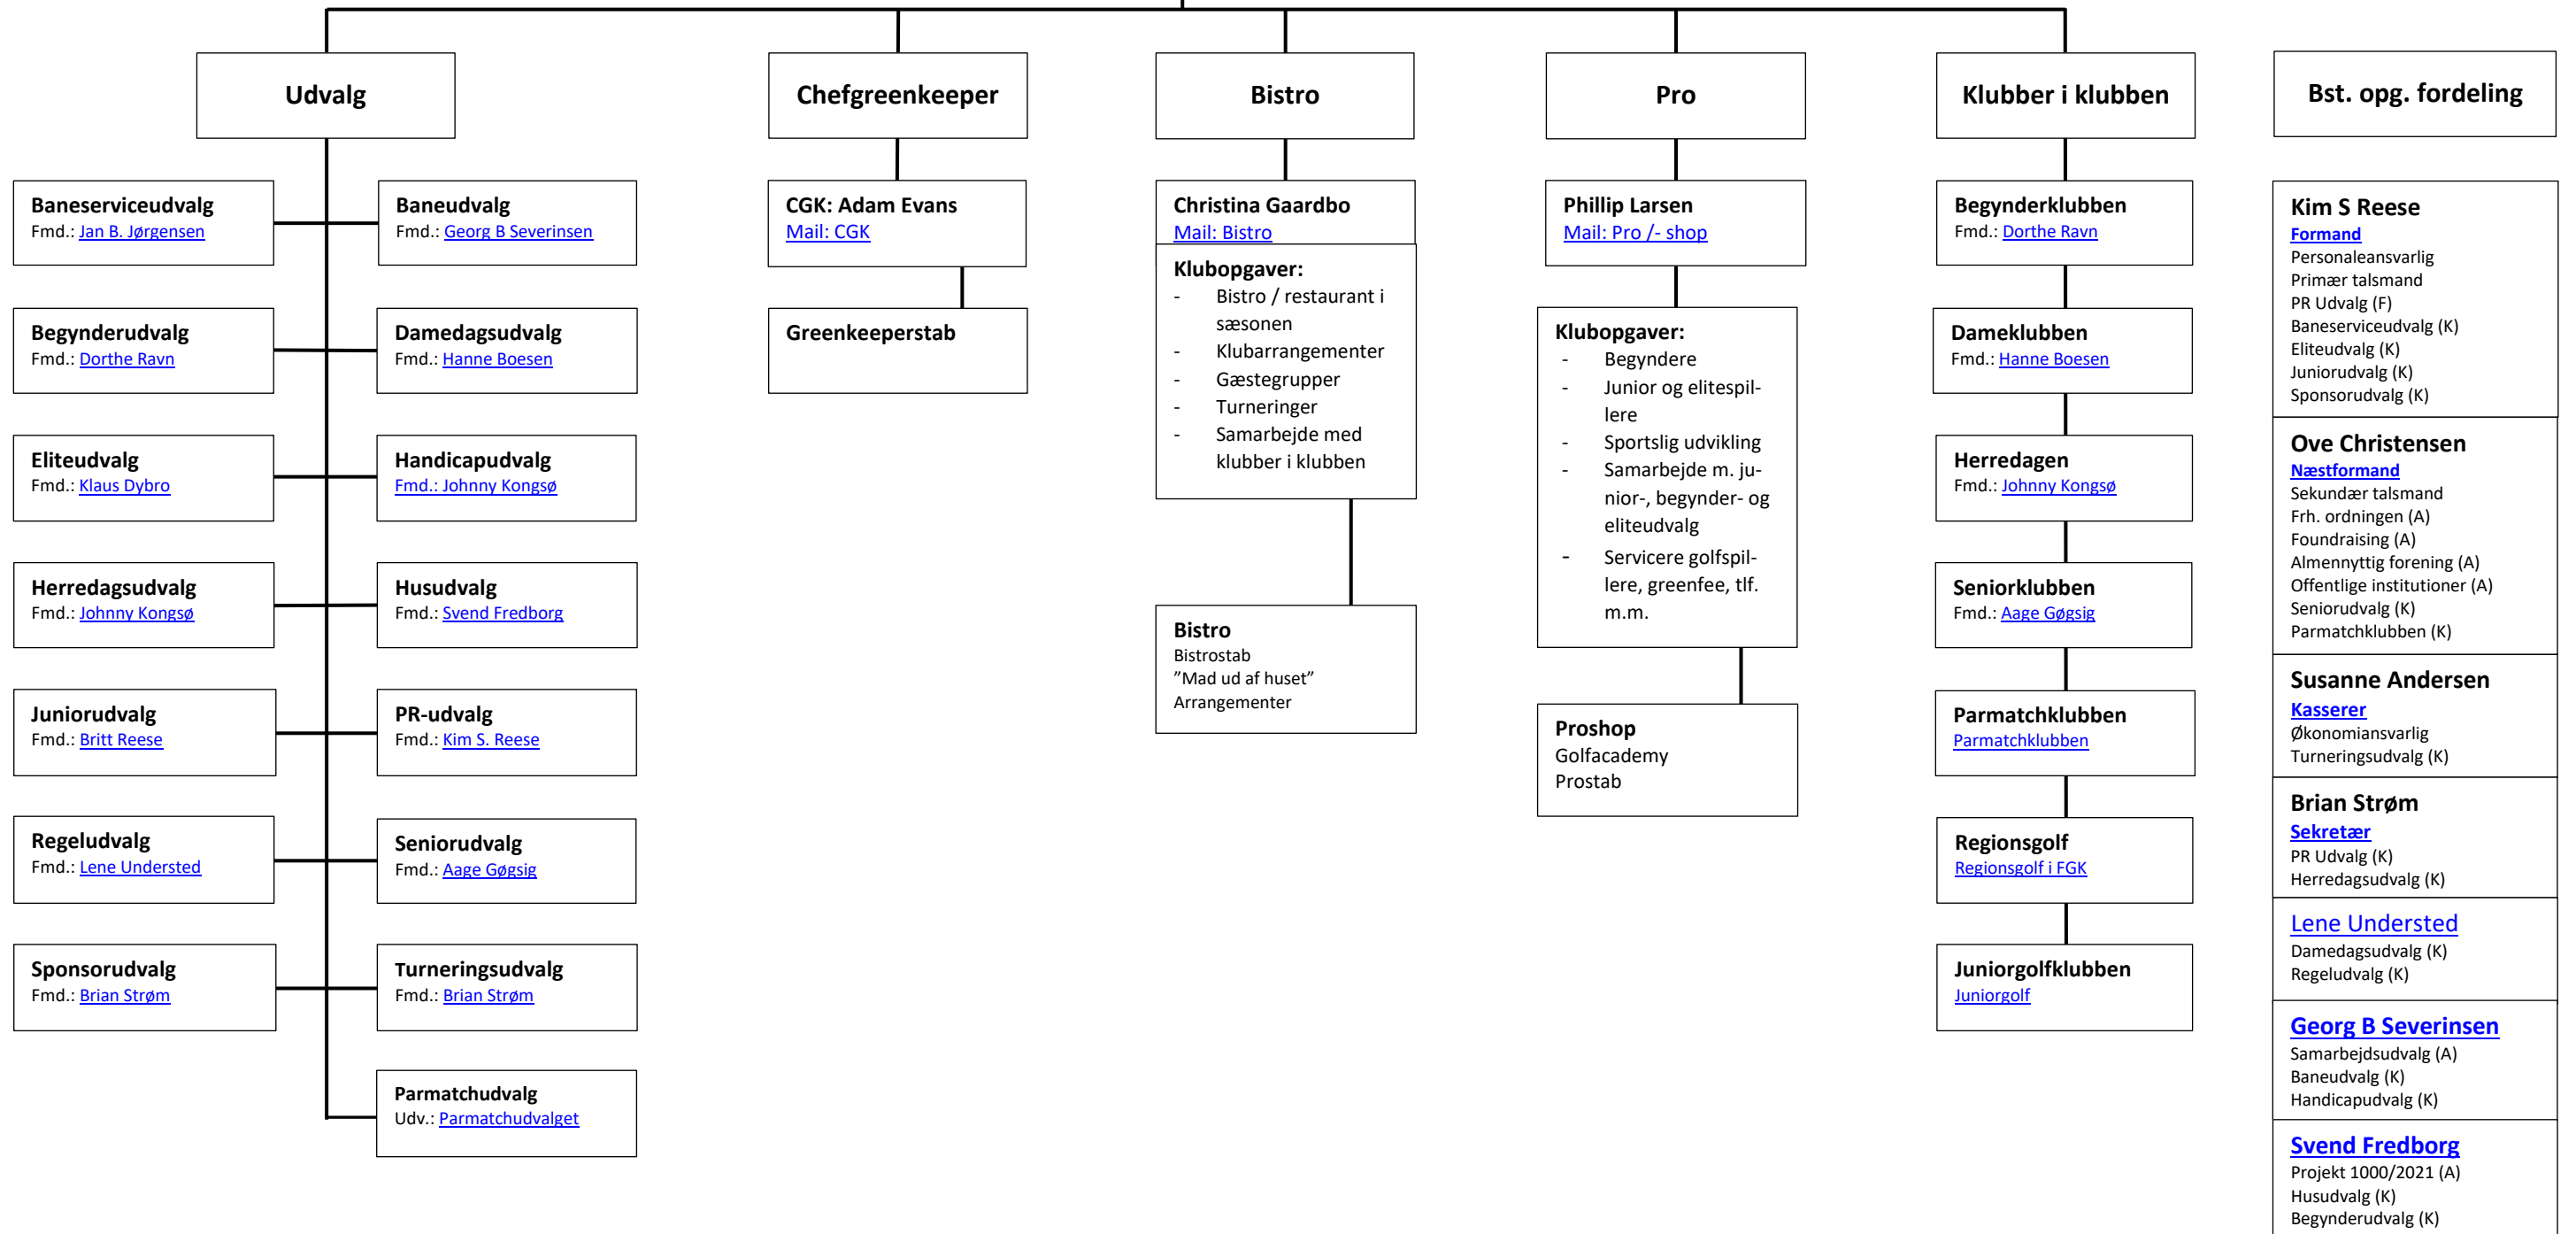 Udvalg
Chefgreenkeeper
Bistro
Pro
Klubber i klubben
Bst. opg. fordeling
Baneserviceudvalg
Fmd.: Jan B. Jørgensen
Baneudvalg
Fmd.: Georg B Severinsen
Begynderudvalg
Fmd.: Dorthe Ravn
Damedagsudvalg
Fmd.: Hanne Boesen
Eliteudvalg
Fmd.: Klaus Dybro
Handicapudvalg
Fmd.: Johnny Kongsø
Herredagsudvalg
Fmd.: Johnny Kongsø
Husudvalg
Fmd.: Svend Fredborg
Juniorudvalg
Fmd.: Britt Reese
PR-udvalg
Fmd.: Kim S. Reese
Regeludvalg
Fmd.: Lene Understed
Seniorudvalg
Fmd.: Aage Gøgsig
Sponsorudvalg
Fmd.: Brian Strøm
Turneringsudvalg
Fmd.: Brian Strøm
Parmatchudvalg
Udv.: Parmatchudvalget
CGK: Adam Evans
Mail: CGK
Greenkeeperstab
Christina Gaardbo
Mail: Bistro
Klubopgaver:
- Bistro / restaurant i
sæsonen
- Klubarrangementer
- Gæstegrupper
- Turneringer
- Samarbejde med
klubber i klubben
Bistro
Bistrostab
”Mad ud af huset”
Arrangementer
Phillip Larsen
Mail: Pro /- shop
Klubopgaver:
- Begyndere
- Junior og elitespil-
lere
- Sportslig udvikling
- Samarbejde m. ju-
nior-, begynder- og
eliteudvalg
- Servicere golfspil-
lere, greenfee, tlf.
m.m.
Proshop
Golfacademy
Prostab
Begynderklubben
Fmd.: Dorthe Ravn
Dameklubben
Fmd.: Hanne Boesen
Herredagen
Fmd.: Johnny Kongsø
Seniorklubben
Fmd.: Aage Gøgsig
Parmatchklubben
Parmatchklubben
Regionsgolf
Regionsgolf i FGK
Juniorgolfklubben
Juniorgolf
Kim S Reese
Formand
Personaleansvarlig
Primær talsmand
PR Udvalg (F)
Baneserviceudvalg (K)
Eliteudvalg (K)
Juniorudvalg (K)
Sponsorudvalg (K)
Ove Christensen
Næstformand
Sekundær talsmand
Frh. ordningen (A)
Foundraising (A)
Almennyttig forening (A)
Offentlige institutioner (A)
Seniorudvalg (K)
Parmatchklubben (K)
Susanne Andersen
Kasserer
Økonomiansvarlig
Turneringsudvalg (K)
Brian Strøm
Sekretær
PR Udvalg (K)
Herredagsudvalg (K)
Lene Understed
Damedagsudvalg (K)
Regeludvalg (K)
Georg B Severinsen
Samarbejdsudvalg (A)
Baneudvalg (K)
Handicapudvalg (K)
Svend Fredborg
Projekt 1000/2021 (A)
Husudvalg (K)
Begynderudvalg (K)